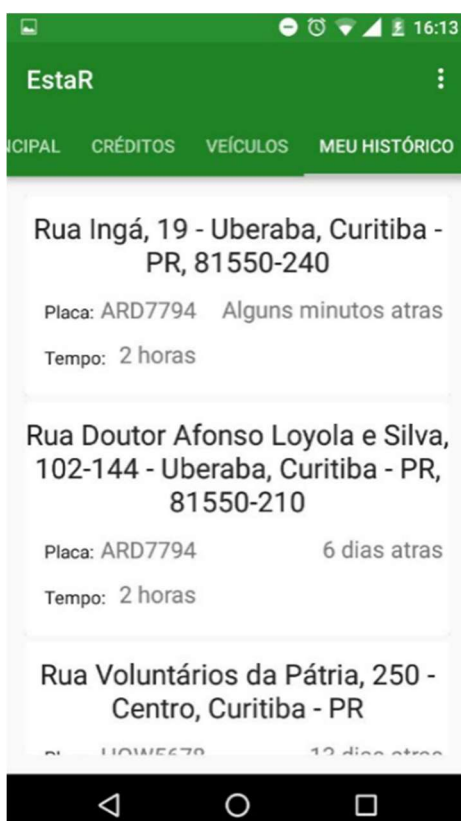 16:13
EstaR
CIPAL CRÉDITOS VEÍCULOS MEU HISTÓRICO
Rua Ingá, 19 - Uberaba, Curitiba -
PR, 81550-240
Placa: ARD7794 Alguns minutos atras
Tempo: 2 horas
Rua Doutor Afonso Loyola e Silva,
102-144 - Uberaba, Curitiba - PR,
81550-210
Placa: ARD7794 6 dias atras
Tempo: 2 horas
Rua Voluntários da Pátria, 250 -
Centro, Curitiba - PR